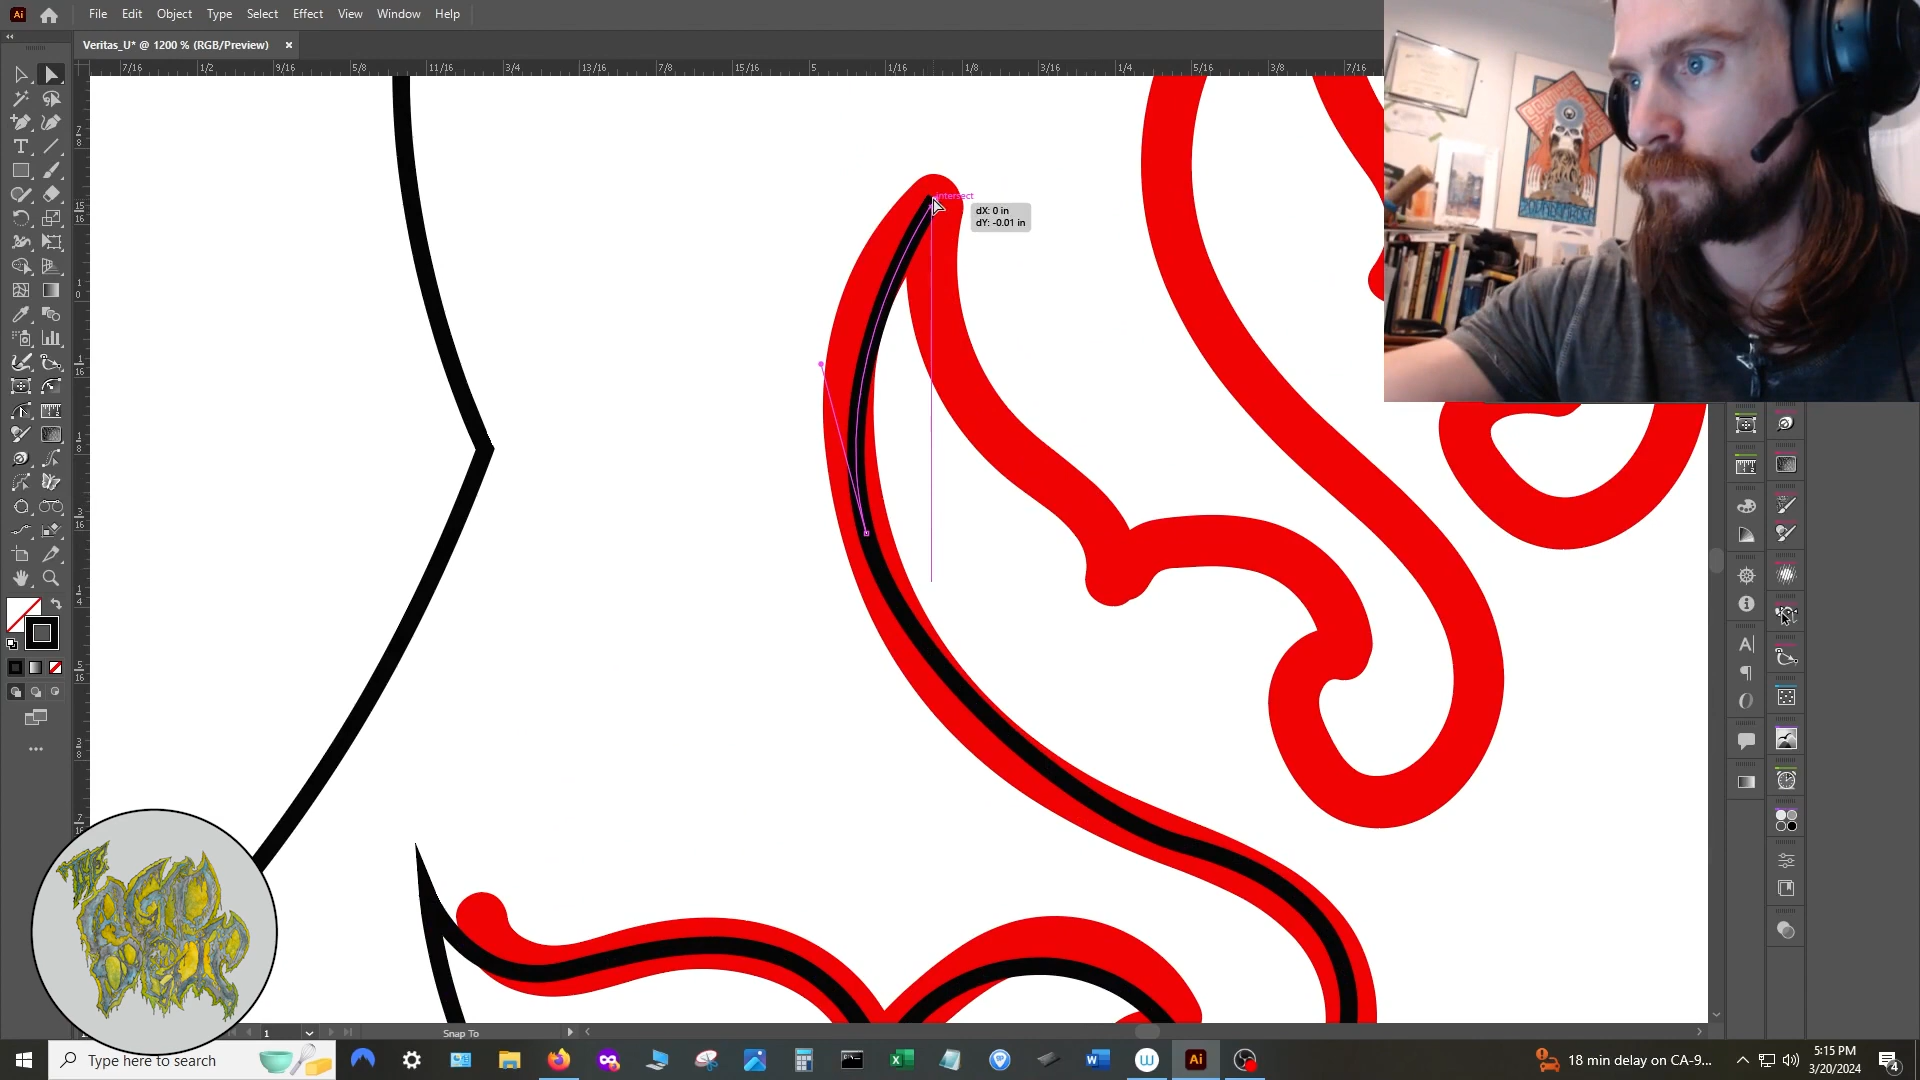 File Edit Object Type Select Effect View Window Help
Veritas_U* @ 1200 % (RGB/Preview)
7/16 1/2 9/16 5/8 11/16 3/4 13/16 7/8 15/16 5 1/16 1/8 3/16 1/4 5/16 3/8 7/16
intersect
dX: 0 in
dY: -0.01 in
1 Snap To
Type here to search
18 min delay on CA-9...
5:15 PM
3/20/2024
4